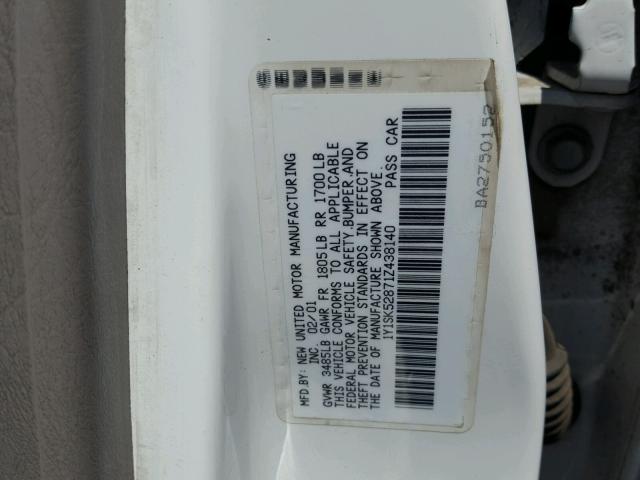 MFD.BY: NEW UNITED MOTOR MANUFACTURING
INC. 02/01
GVWR 3485LB GAWR FR 1805LB RR 1700LB
THIS VEHICLE CONFORMS TO ALL APPLICABLE
FEDERAL MOTOR VEHICLE SAFETY,BUMPER,AND
THEFT PREVENTION STANDARDS IN EFFECT ON
THE DATE OF MANUFACTURE SHOWN ABOVE.
1Y1SK52871Z438140 PASS CAR
BA2750152